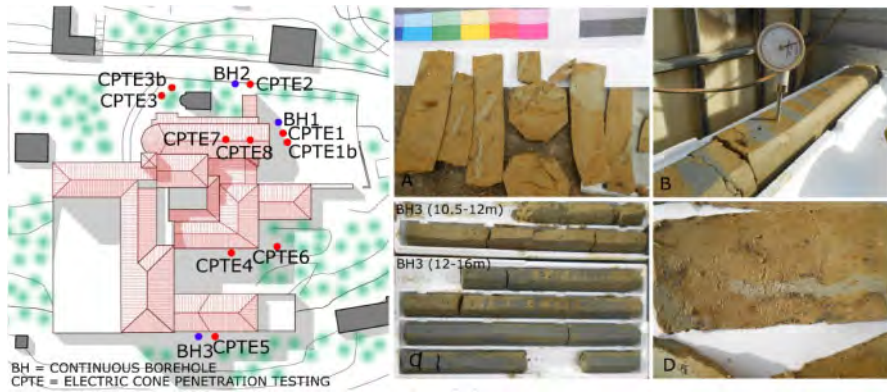 CPTE3b
BH2
CPTE2
CPTE3
BH1
CPTE1
CPTE7
CPTE1b
CPTE8
CPTE4
CPTE6
BH3
CPTE5
BH = CONTINUOUS BOREHOLE
CPTE = ELECTRIC CONE PENETRATION TESTING
A
B
BH3 (10,5-12m)
BH3 (12-16m)
C
D